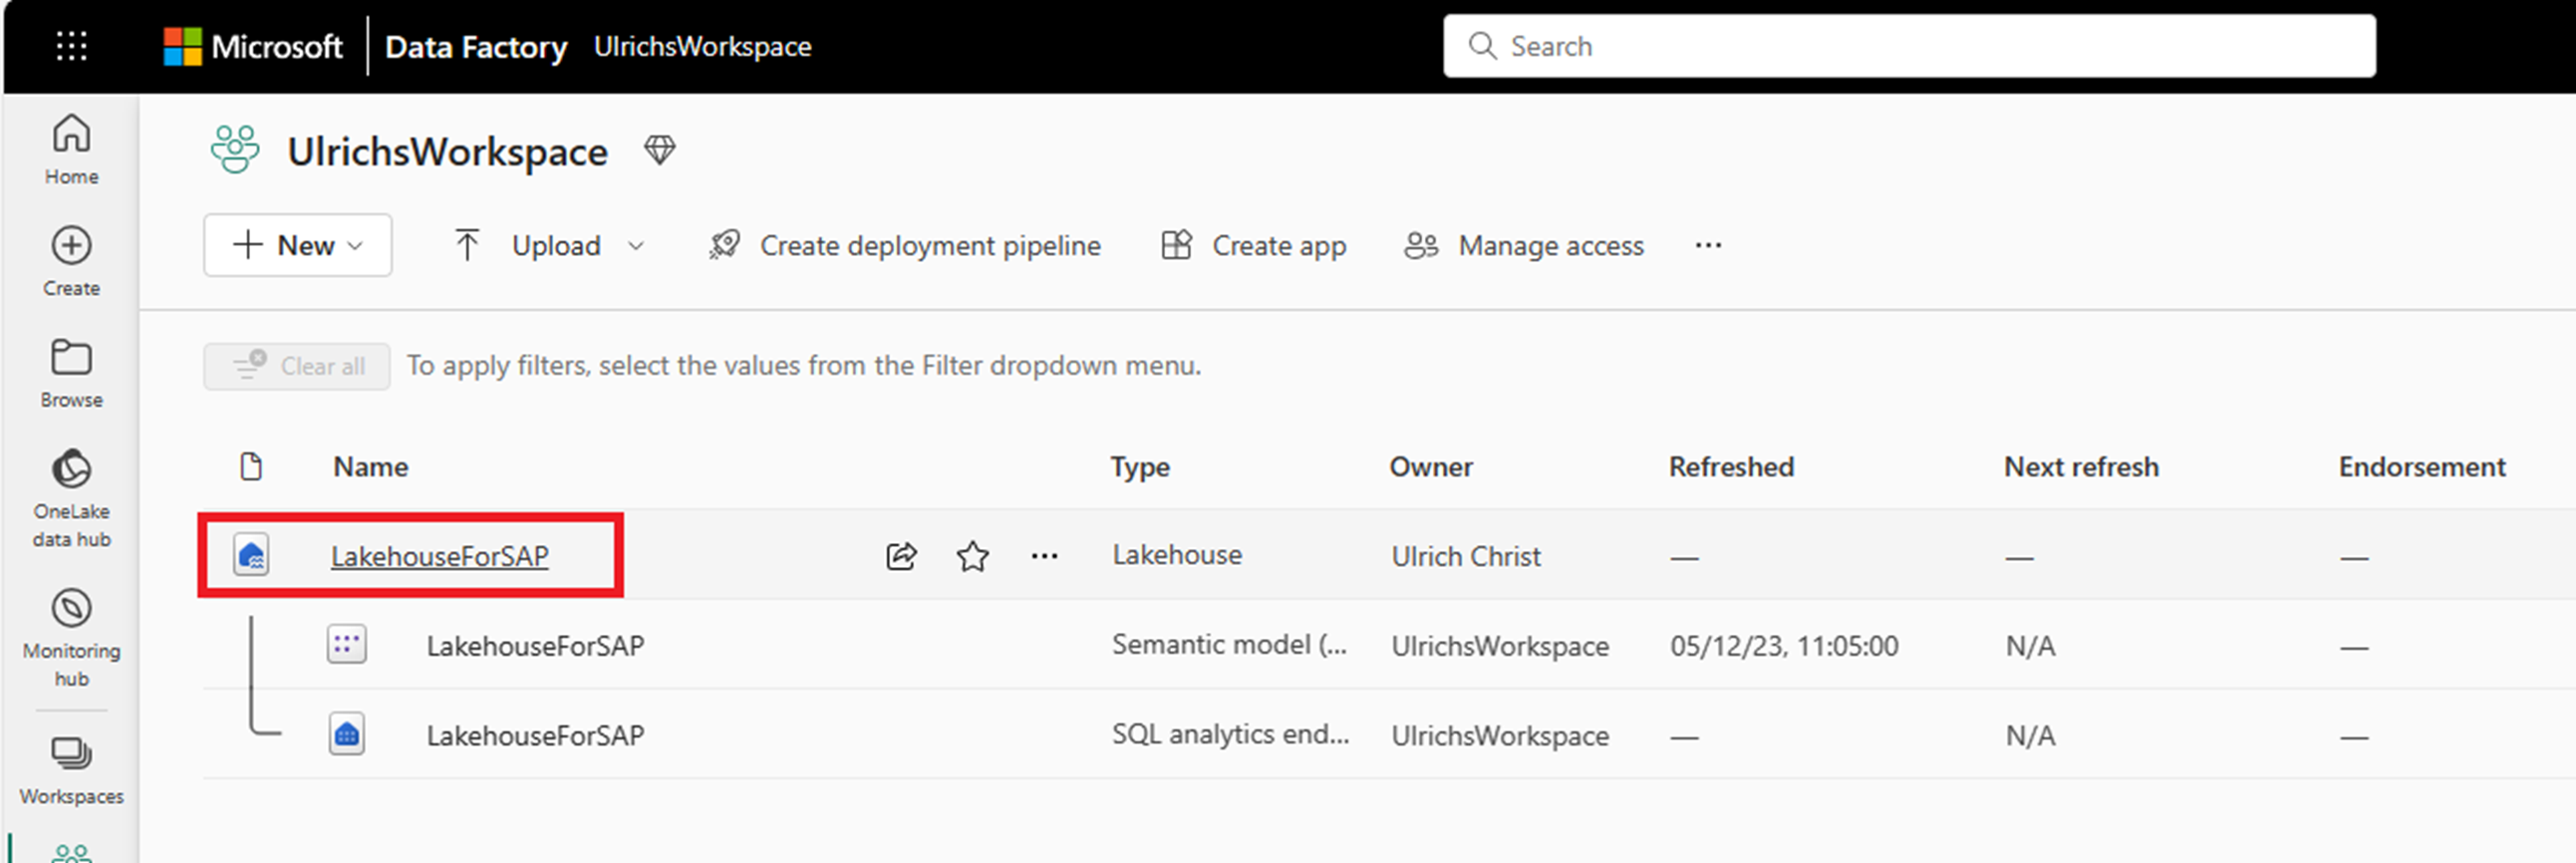 Microsoft Data Factory UlrichsWorkspace Search
Home
Create
Browse
OneLake
data hub
Monitoring
hub
Workspaces
UlrichsWorkspace
New Upload Create deployment pipeline Create app Manage access ...
Clear all To apply filters, select the values from the Filter dropdown menu.
Name Type Owner Refreshed Next refresh Endorsement
LakehouseForSAP ... Lakehouse Ulrich Christ — — —
LakehouseForSAP Semantic model (... UlrichsWorkspace 05/12/23, 11:05:00 N/A —
LakehouseForSAP SQL analytics end... UlrichsWorkspace — N/A —